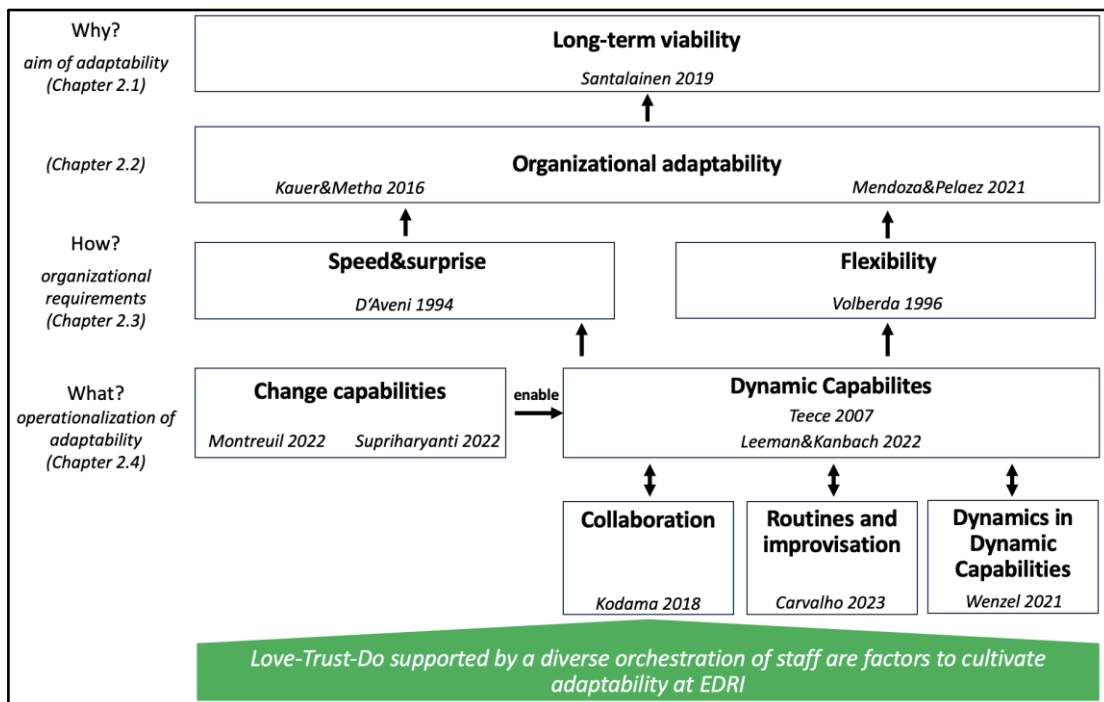 Why?
aim of adaptability
(Chapter 2.1)
Long-term viability
Santalainen 2019
(Chapter 2.2)
Organizational adaptability
Kauer&Metha 2016
Mendoza&Pelaez 2021
How?
organizational
requirements
(Chapter 2.3)
Speed&surprise
D'Aveni 1994
Flexibility
Volberda 1996
What?
operationalization of
adaptability
(Chapter 2.4)
Change capabilities
Montreuil 2022 Supriharyanti 2022
enable
Dynamic Capabilites
Teece 2007
Leeman&Kanbach 2022
Collaboration
Kodama 2018
Routines and
improvisation
Carvalho 2023
Dynamics in
Dynamic
Capabilities
Wenzel 2021
Love-Trust-Do supported by a diverse orchestration of staff are factors to cultivate
adaptability at EDRI